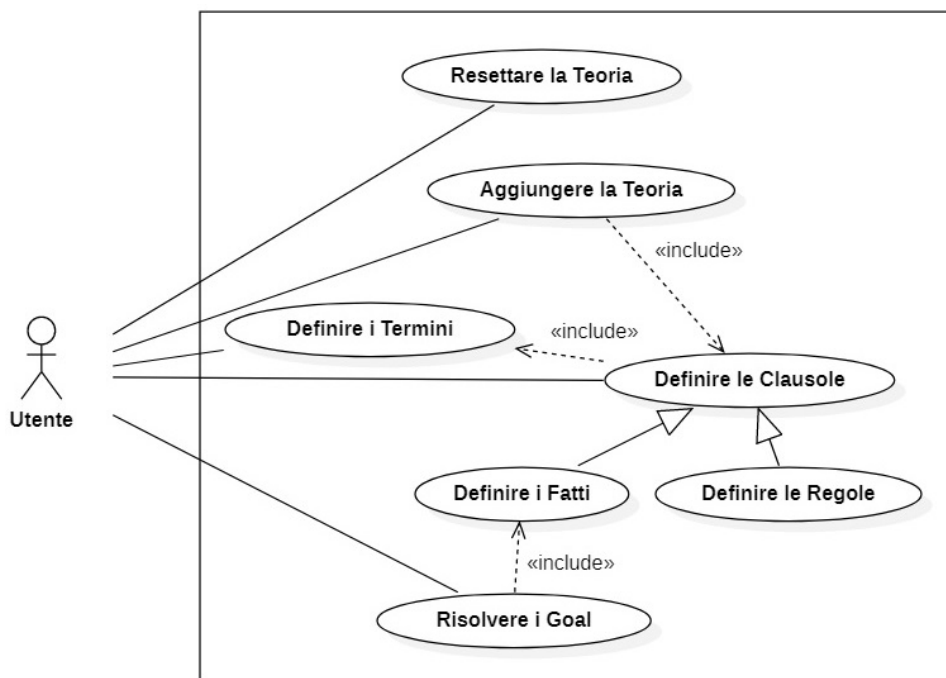 Resettare la Teoria
Aggiungere la Teoria
«include»
Definire i Termini
«include»
Definire le Clausole
Utente
Definire i Fatti
Definire le Regole
«include»
Risolvere i Goal